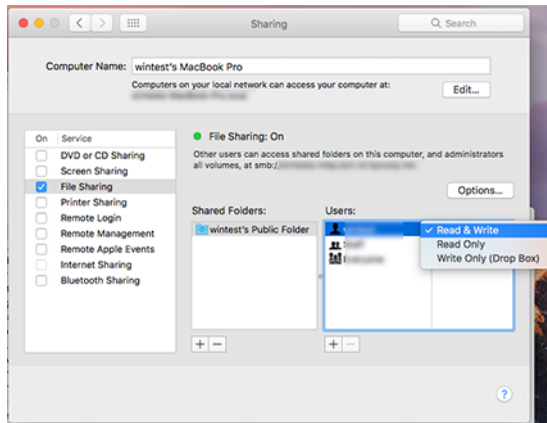 Sharing
Search
Computer Name: wintest's MacBook Pro
Computers on your local network can access your computer at:
Edit...
On Service
DVD or CD Sharing
Screen Sharing
File Sharing
Printer Sharing
Remote Login
Remote Management
Remote Apple Events
Internet Sharing
Bluetooth Sharing
File Sharing: On
Other users can access shared folders on this computer, and administrators
all volumes, at smb:/
Options...
Shared Folders:
wintest's Public Folder
Users:
Read & Write
Read Only
Write Only (Drop Box)
+ −
+ −
?